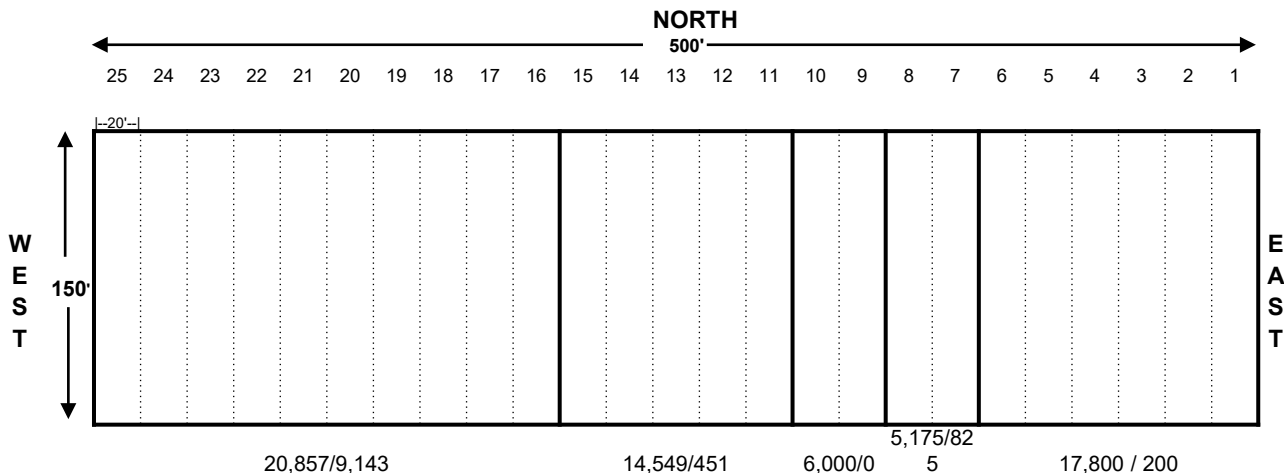 NORTH
500'
25 24 23 22 21 20 19 18 17 16 15 14 13 12 11 10 9 8 7 6 5 4 3 2 1
|--20'--|
W
E
S
T
150'
E
A
S
T
20,857/9,143
14,549/451
6,000/0
5,175/82
5
17,800 / 200